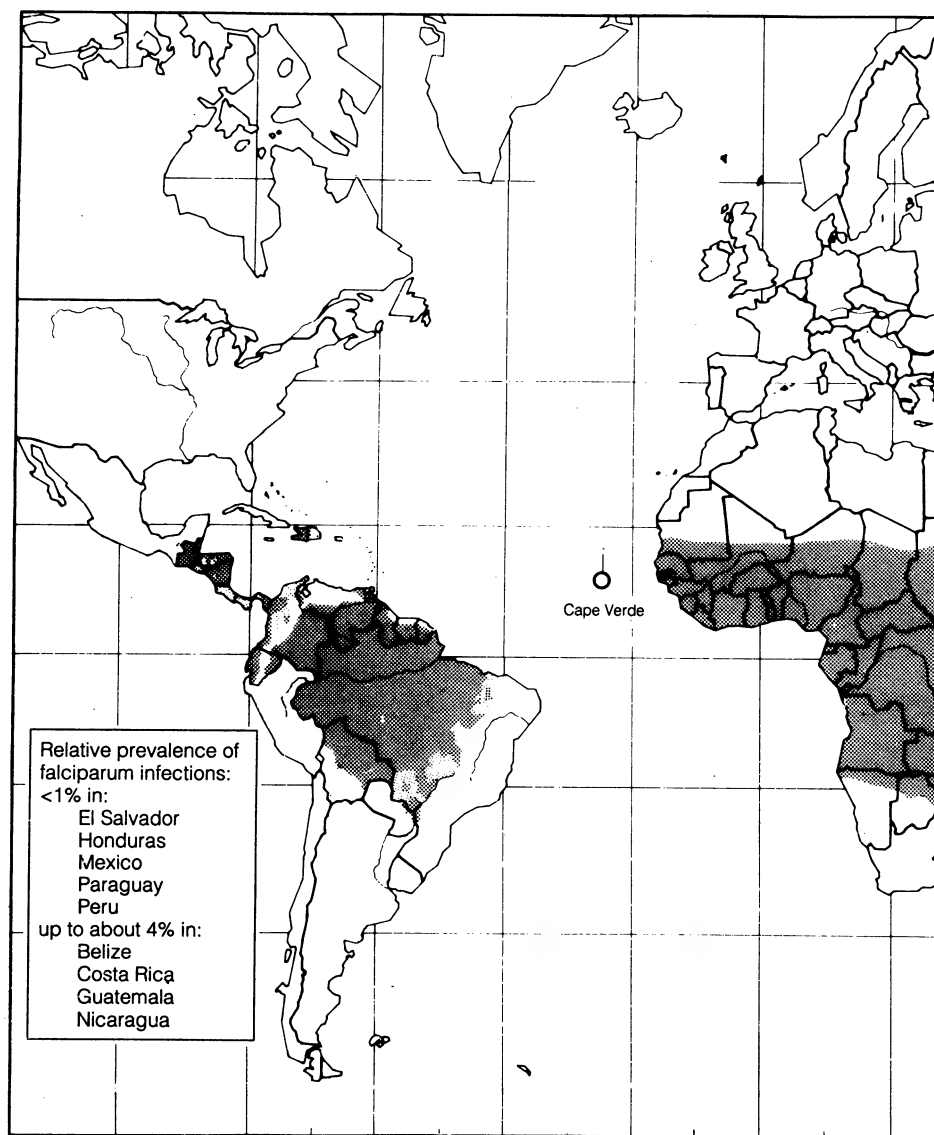 Cape Verde
Relative prevalence of
falciparum infections:
<1% in:
El Salvador
Honduras
Mexico
Paraguay
Peru
up to about 4% in:
Belize
Costa Rica
Guatemala
Nicaragua